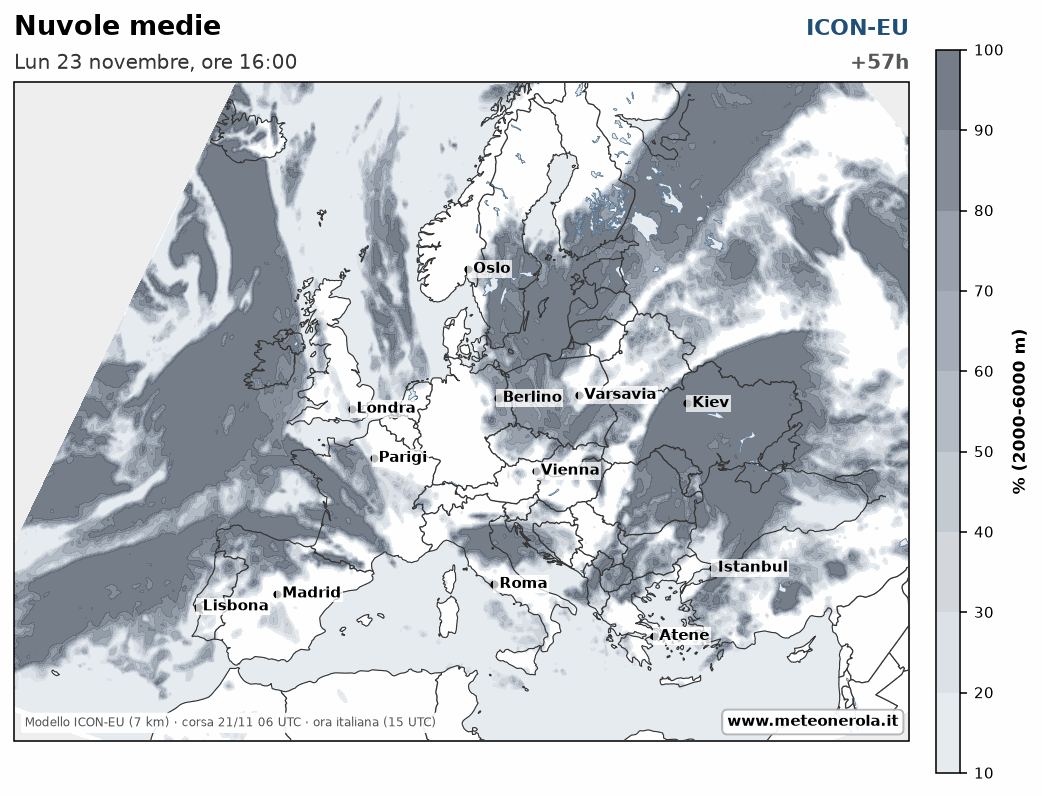 Nuvole medie
ICON-EU
Lun 23 novembre, ore 16:00
+57h
100
90
80
70
60
50
40
30
20
10
% (2000-6000 m)
Oslo
Londra
Berlino
Varsavia
Kiev
Parigi
Vienna
Istanbul
Roma
Madrid
Lisbona
Atene
Modello ICON-EU (7 km) · corsa 21/11 06 UTC · ora italiana (15 UTC)
www.meteonerola.it